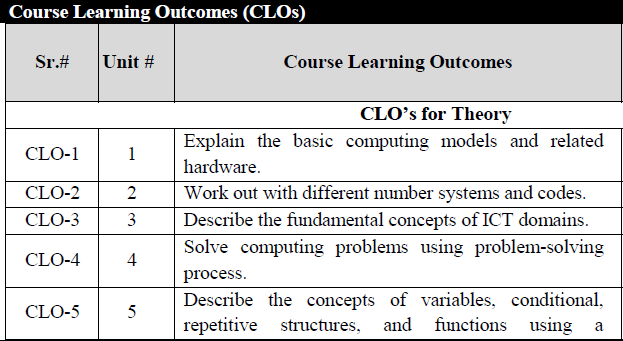 Course Learning Outcomes (CLOs)
Sr.# Unit # Course Learning Outcomes
CLO's for Theory
CLO-1 1 Explain the basic computing models and related
hardware.
CLO-2 2 Work out with different number systems and codes.
CLO-3 3 Describe the fundamental concepts of ICT domains.
CLO-4 4 Solve computing problems using problem-solving
process.
CLO-5 5 Describe the concepts of variables, conditional,
repetitive structures, and functions using a